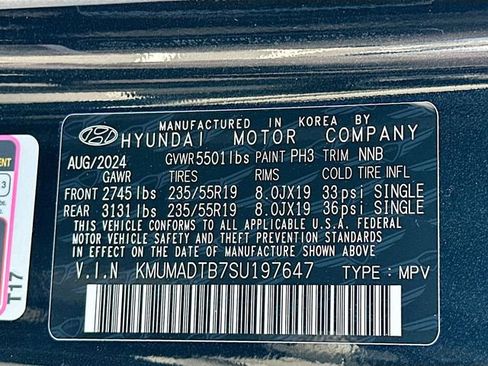 MANUFACTURED IN KOREA BY
HYUNDAI MOTOR COMPANY
AUG/2024 GVWR 5501lbs PAINT PH3 TRIM NNB
GAWR TIRES RIMS COLD TIRE INFL
FRONT 2745 lbs 235/55R19 8.0JX19 33psi SINGLE
REAR 3131 lbs 235/55R19 8.0JX19 36psi SINGLE
THIS VEHICLE CONFORMS TO ALL APPLICABLE U.S.A. FEDERAL
MOTOR VEHICLE SAFETY AND THEFT PREVENTION STANDARDS
IN EFFECT ON THE DATE OF MANUFACTURE SHOWN ABOVE.
V.I.N KMUMADTB7SU197647 TYPE : MPV
3
T17